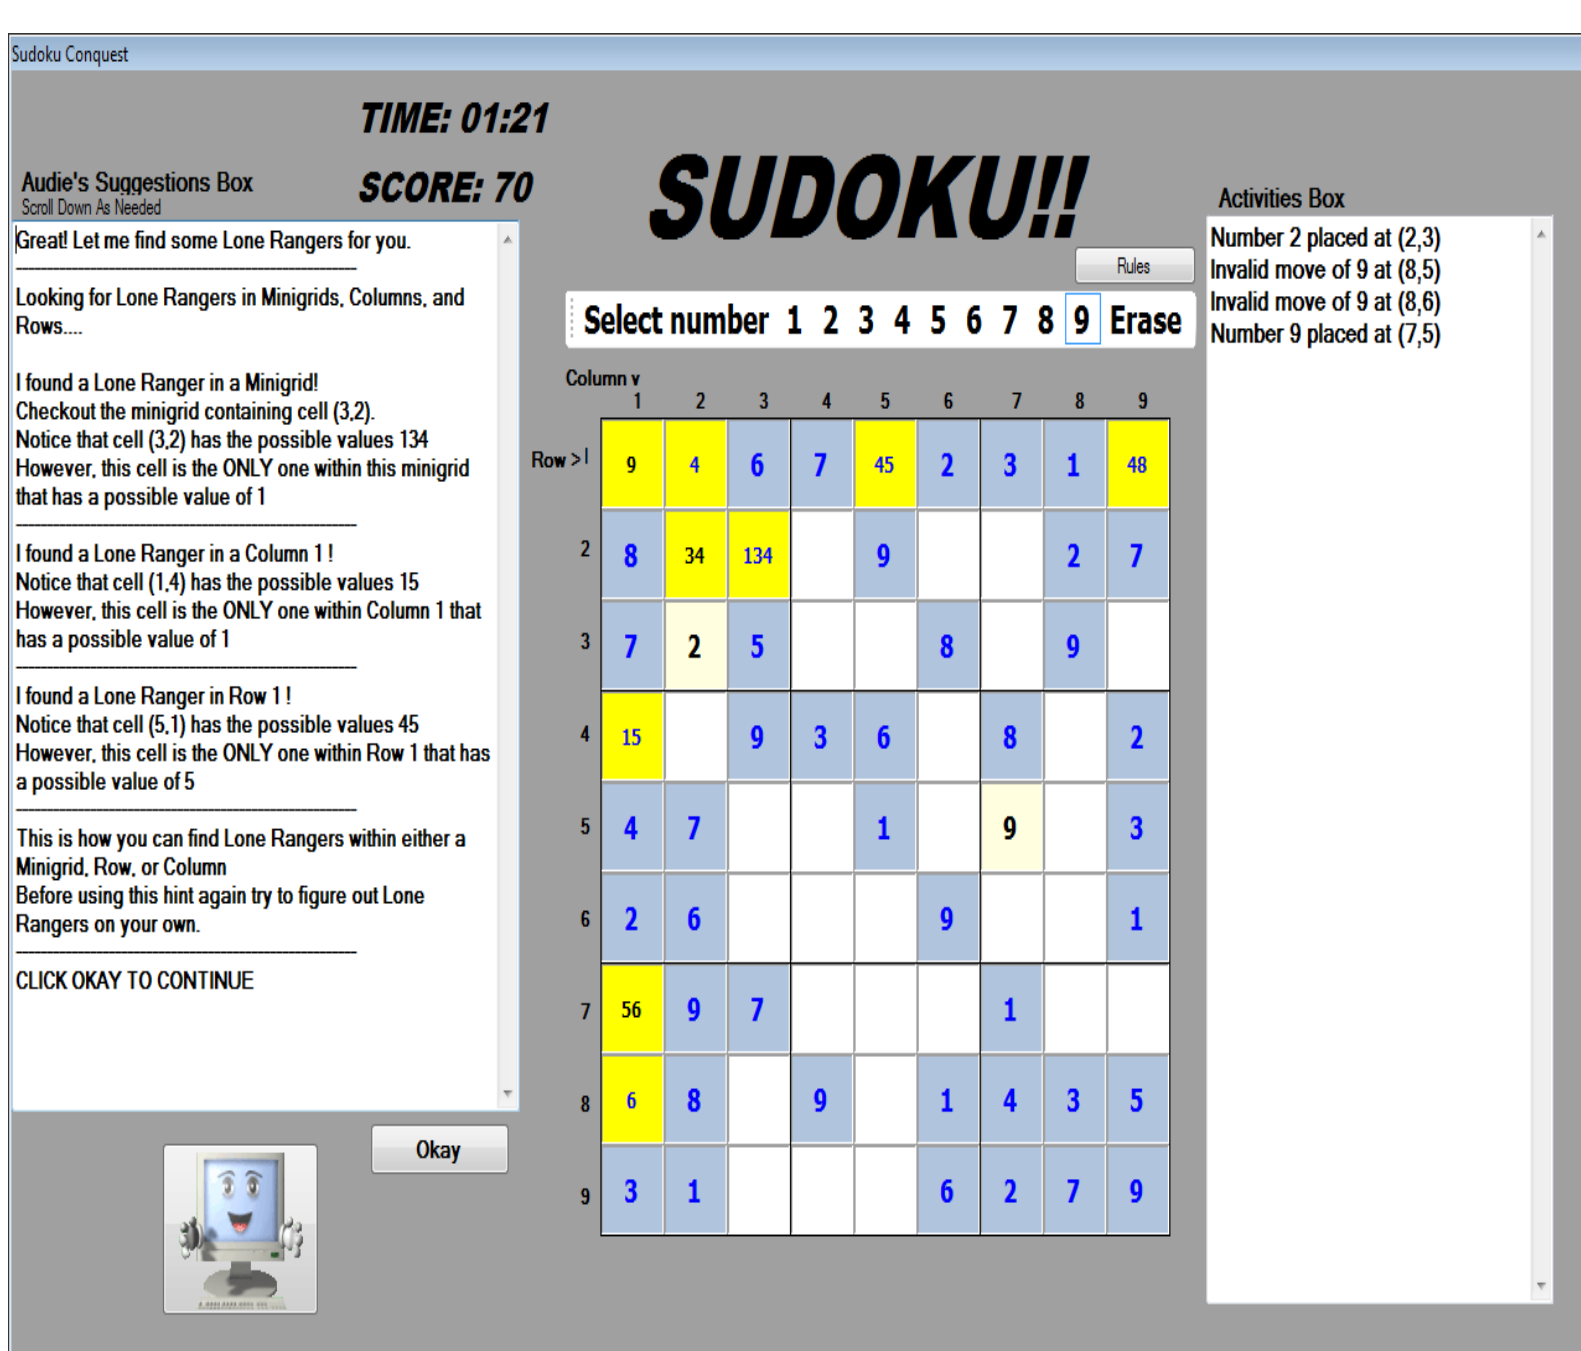 Sudoku Conquest
TIME: 01:21
SCORE: 70
SUDOKU!!
Audie's Suggestions Box
Scroll Down As Needed
Great! Let me find some Lone Rangers for you.
Looking for Lone Rangers in Minigrids, Columns, and
Rows....
I found a Lone Ranger in a Minigrid!
Checkout the minigrid containing cell (3,2).
Notice that cell (3,2) has the possible values 134
However, this cell is the ONLY one within this minigrid
that has a possible value of 1
I found a Lone Ranger in a Column 1 !
Notice that cell (1,4) has the possible values 15
However, this cell is the ONLY one within Column 1 that
has a possible value of 1
I found a Lone Ranger in Row 1 !
Notice that cell (5,1) has the possible values 45
However, this cell is the ONLY one within Row 1 that has
a possible value of 5
This is how you can find Lone Rangers within either a
Minigrid, Row, or Column
Before using this hint again try to figure out Lone
Rangers on your own.
CLICK OKAY TO CONTINUE
Okay
Rules
Select number 1 2 3 4 5 6 7 8 9 Erase
Column v
1 2 3 4 5 6 7 8 9
Row > 1 9 4 6 7 45 2 3 1 48
2 8 34 134 9 2 7
3 7 2 5 8 9
4 15 9 3 6 8 2
5 4 7 1 9 3
6 2 6 9 1
7 56 9 7 1
8 6 8 9 1 4 3 5
9 3 1 6 2 7 9
Activities Box
Number 2 placed at (2,3)
Invalid move of 9 at (8,5)
Invalid move of 9 at (8,6)
Number 9 placed at (7,5)